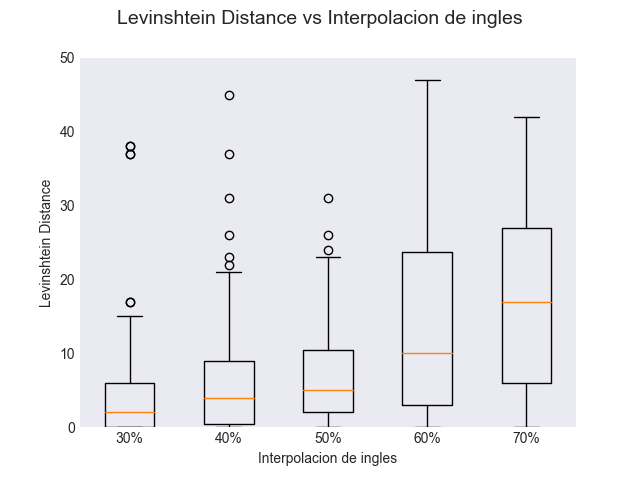 Levinshtein Distance vs Interpolacion de ingles
50
40
30
20
10
0
Levinshtein Distance
30% 40% 50% 60% 70%
Interpolacion de ingles